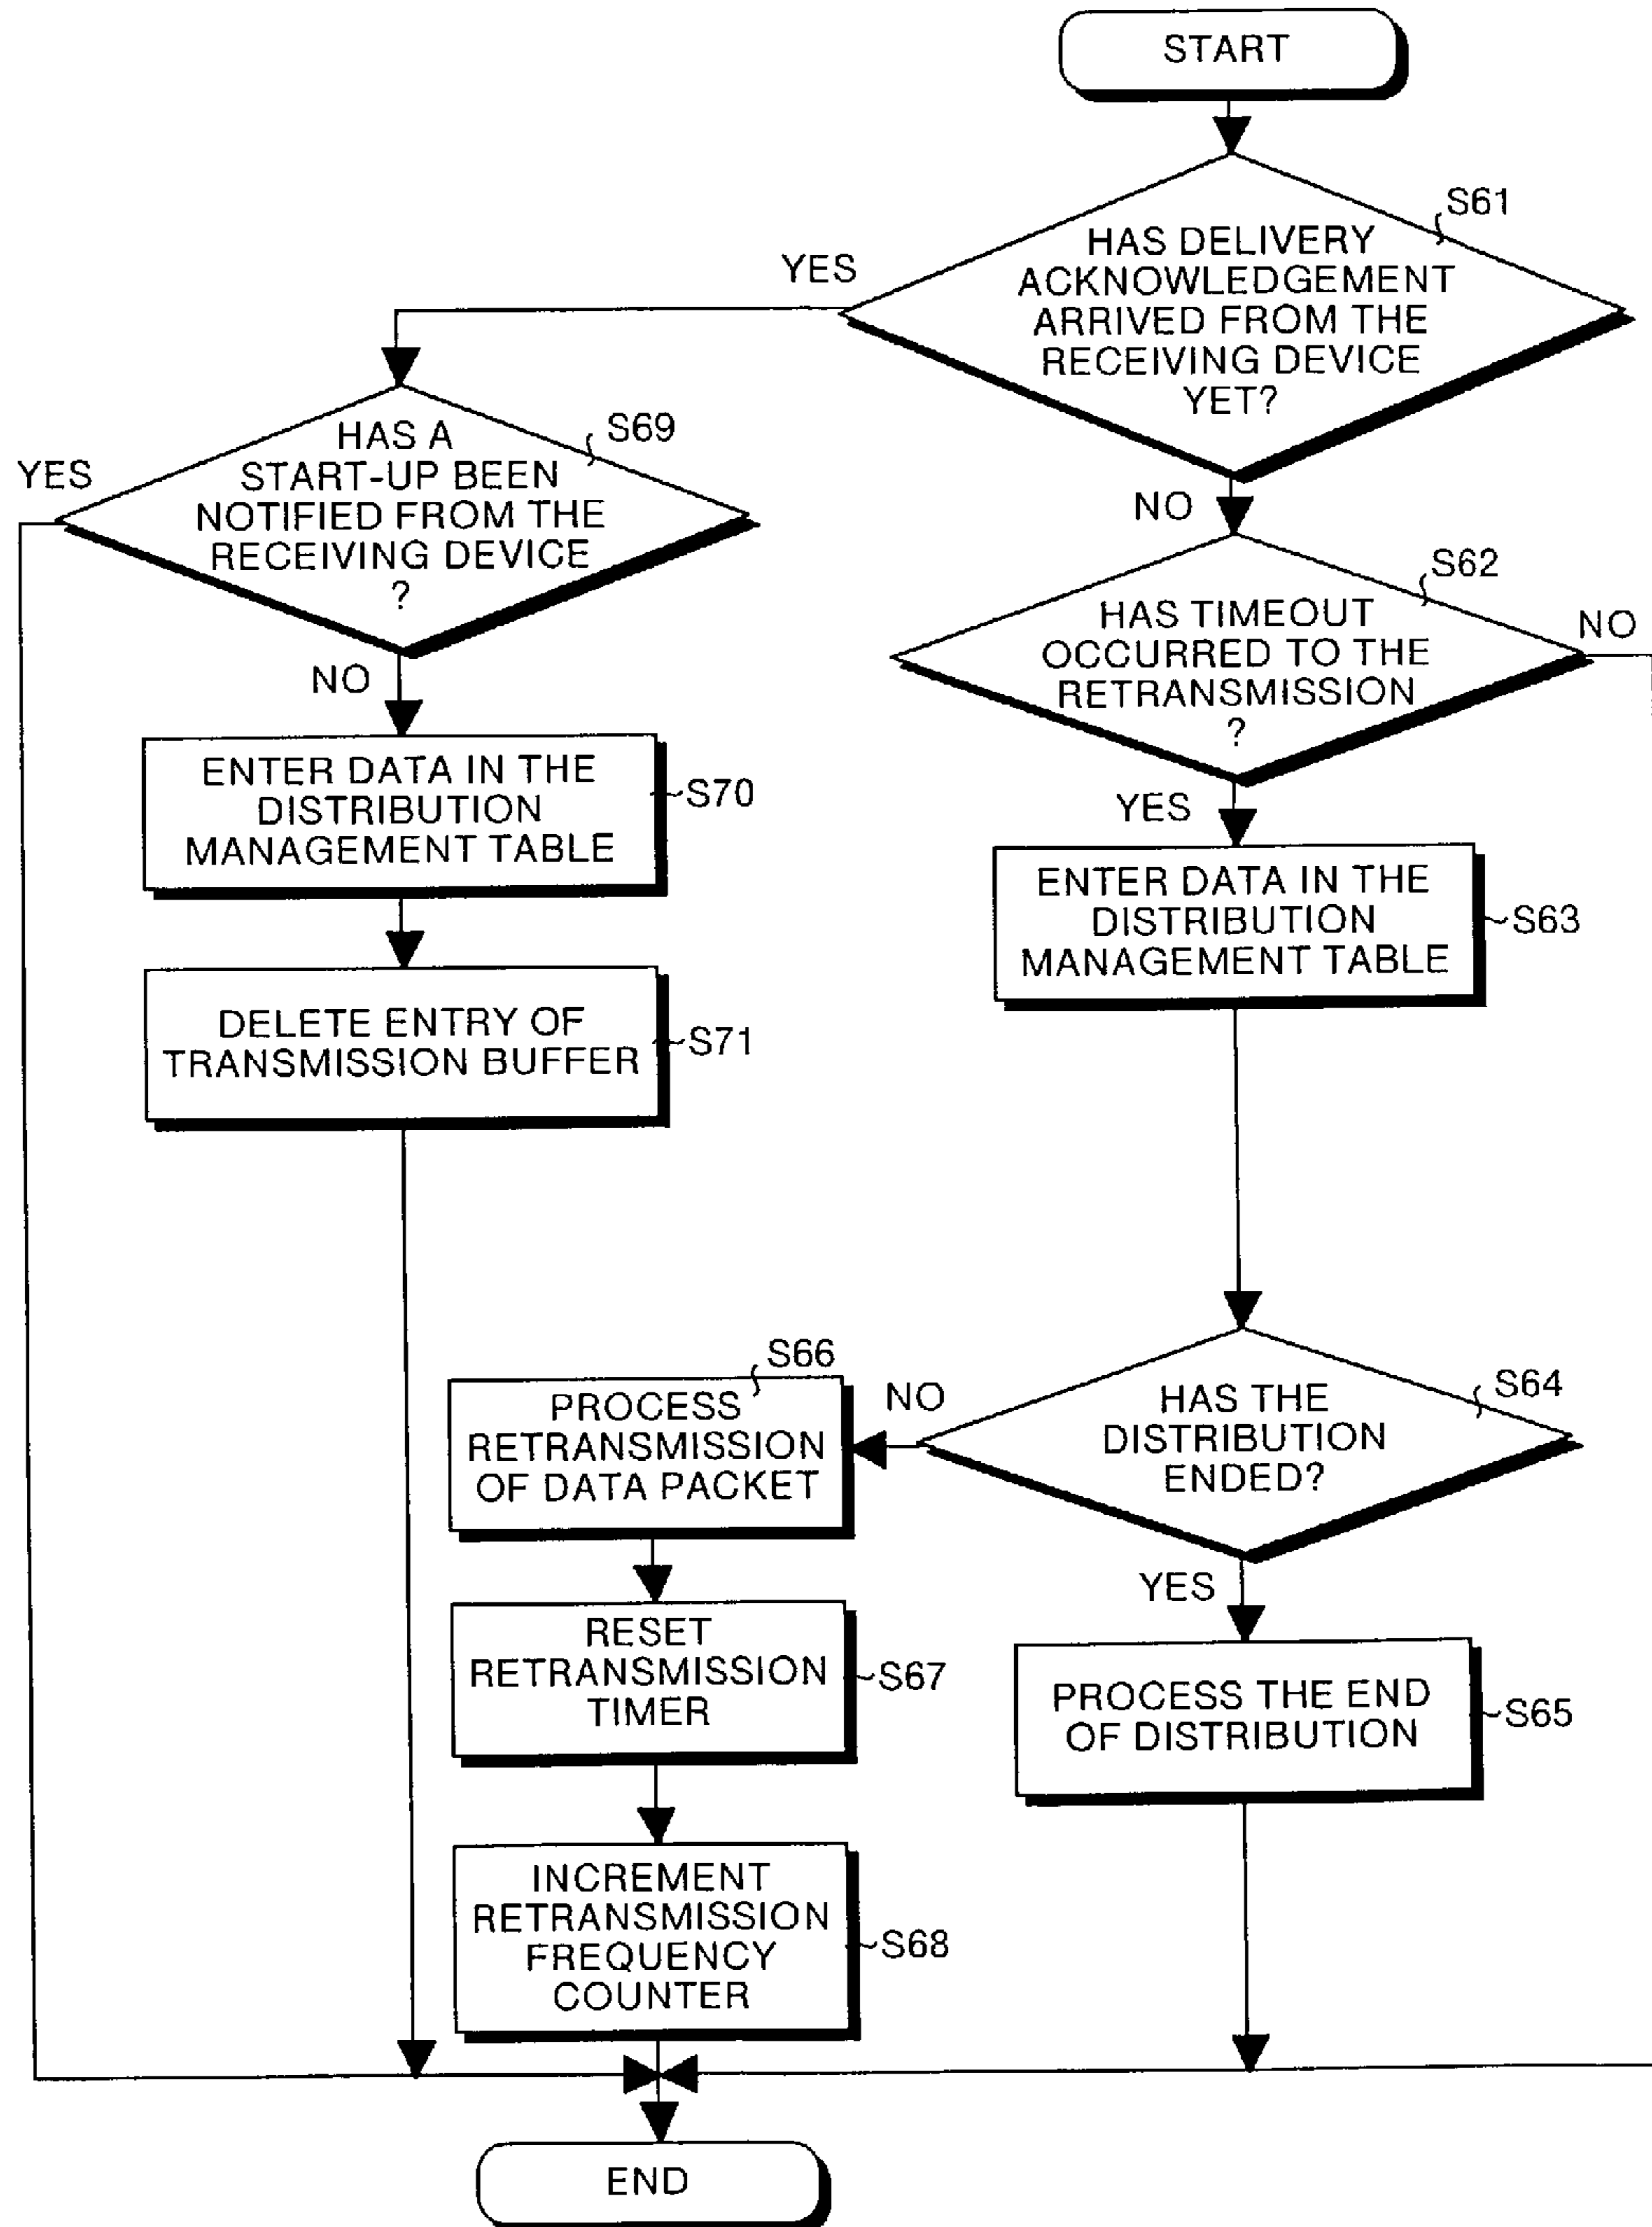 START
S61
HAS DELIVERY
ACKNOWLEDGEMENT
ARRIVED FROM THE
RECEIVING DEVICE
YET?
YES
NO
S69
HAS A
START-UP BEEN
NOTIFIED FROM THE
RECEIVING DEVICE
?
YES
NO
S62
HAS TIMEOUT
OCCURRED TO THE
RETRANSMISSION
?
NO
YES
ENTER DATA IN THE
DISTRIBUTION
MANAGEMENT TABLE
S70
ENTER DATA IN THE
DISTRIBUTION
MANAGEMENT TABLE
S63
DELETE ENTRY OF
TRANSMISSION BUFFER
S71
S64
HAS THE
DISTRIBUTION
ENDED?
NO
YES
S66
PROCESS
RETRANSMISSION
OF DATA PACKET
RESET
RETRANSMISSION
TIMER
S67
PROCESS THE END
OF DISTRIBUTION
S65
INCREMENT
RETRANSMISSION
FREQUENCY
COUNTER
S68
END